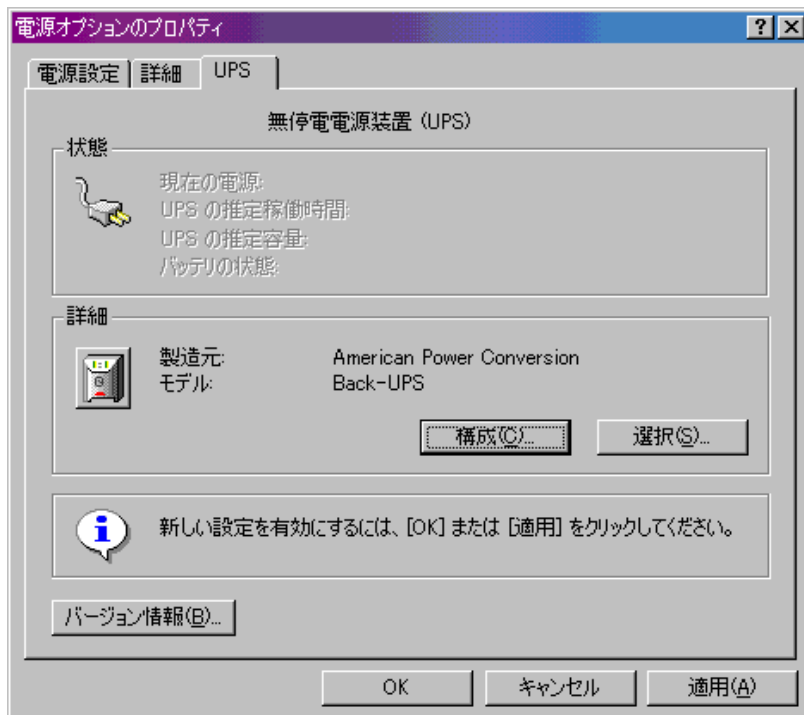 電源オプションのプロパティ
電源設定 詳細 UPS
無停電電源装置 (UPS)
状態
現在の電源:
UPS の推定稼働時間:
UPS の推定容量:
バッテリの状態:
詳細
製造元: American Power Conversion
モデル: Back-UPS
構成(C)... 選択(S)...
新しい設定を有効にするには、[OK] または [適用] をクリックしてください。
バージョン情報(B)...
OK キャンセル 適用(A)